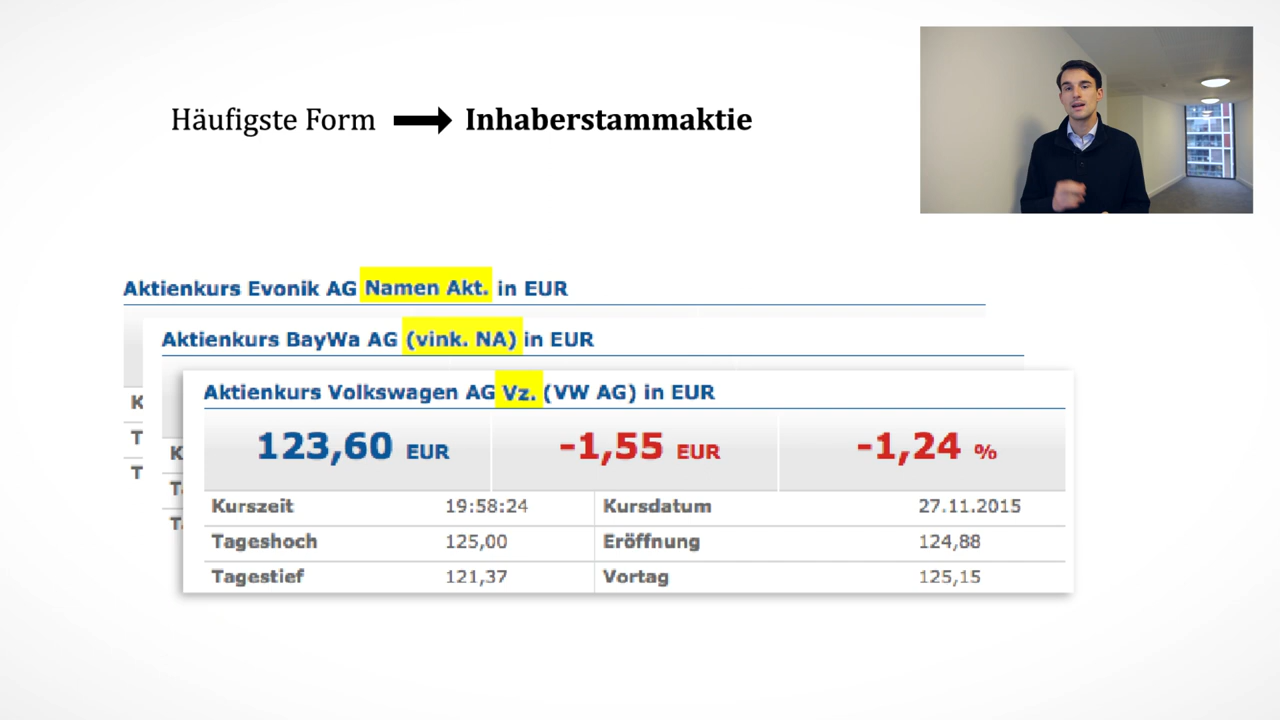 Häufigste Form Inhaberstammaktie
Aktienkurs Evonik AG Namen Akt. in EUR
Aktienkurs BayWa AG (vink. NA) in EUR
Aktienkurs Volkswagen AG Vz. (VW AG) in EUR
123,60 EUR -1,55 EUR -1,24 %
K
T
T
K
T
T
Kurszeit 19:58:24 Kursdatum 27.11.2015
Tageshoch 125,00 Eröffnung 124,88
Tagestief 121,37 Vortag 125,15